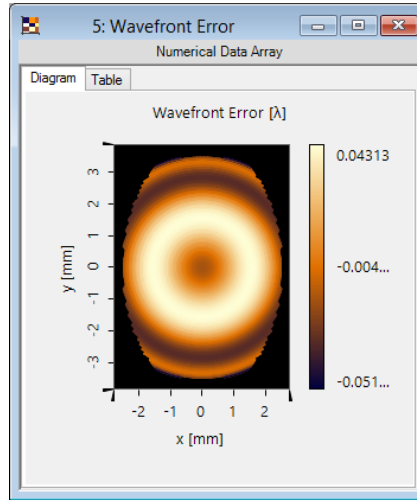 5: Wavefront Error
Numerical Data Array
Diagram Table
Wavefront Error [λ]
0.04313
-0.004...
-0.051...
y [mm]
3
2
1
0
-1
-2
-3
-2 -1 0 1 2
x [mm]